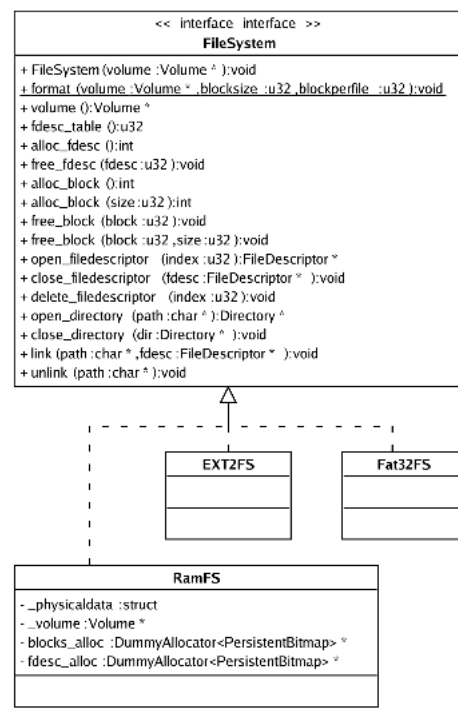 << interface interface >>
FileSystem
+ FileSystem (volume :Volume * ):void
+ format (volume :Volume * ,blocksize :u32 ,blockperfile :u32 ):void
+ volume ():Volume *
+ fdesc_table ():u32
+ alloc_fdesc ():int
+ free_fdesc (fdesc :u32 ):void
+ alloc_block ():int
+ alloc_block (size :u32 ):int
+ free_block (block :u32 ):void
+ free_block (block :u32 ,size :u32 ):void
+ open_filedescriptor (index :u32 ):FileDescriptor *
+ close_filedescriptor (fdesc :FileDescriptor * ):void
+ delete_filedescriptor (index :u32 ):void
+ open_directory (path :char * ):Directory *
+ close_directory (dir :Directory * ):void
+ link (path :char * ,fdesc :FileDescriptor * ):void
+ unlink (path :char * ):void
EXT2FS
Fat32FS
RamFS
- _physicaldata :struct
- _volume :Volume *
- blocks_alloc :DummyAllocator<PersistentBitmap> *
- fdesc_alloc :DummyAllocator<PersistentBitmap> *